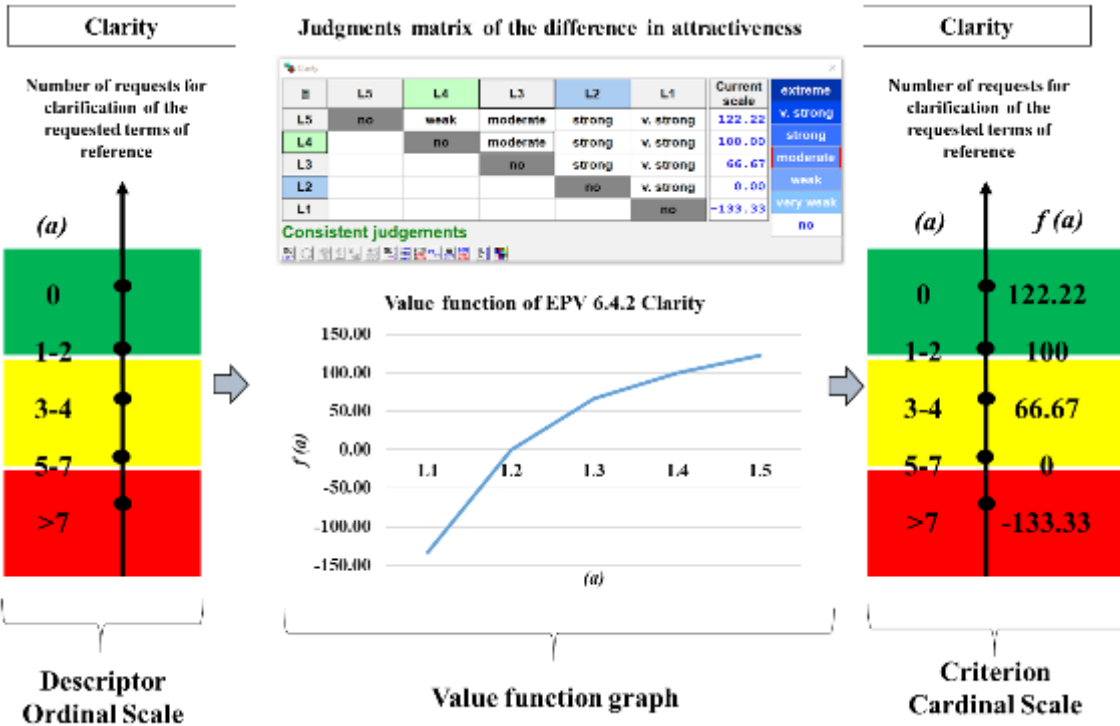 Clarity
Number of requests for
clarification of the
requested terms of
reference
(a)
0
1-2
3-4
5-7
>7
Descriptor
Ordinal Scale
Judgments matrix of the difference in attractiveness
Clarity
L5 L4 L3 L2 L1 Current scale
L5 no weak moderate strong v. strong 122.22
L4 no moderate strong v. strong 100.00
L3 no strong v. strong 66.67
L2 no v. strong 0.00
L1 no -133.33
extreme
v. strong
strong
moderate
weak
very weak
no
Consistent judgements
Value function of EPV 6.4.2 Clarity
150.00
100.00
50.00
0.00
-50.00
-100.00
-150.00
f (a)
L1 L2 L3 L4 L5
(a)
Value function graph
Clarity
Number of requests for
clarification of the
requested terms of
reference
(a) f (a)
0 122.22
1-2 100
3-4 66.67
5-7 0
>7 -133.33
Criterion
Cardinal Scale